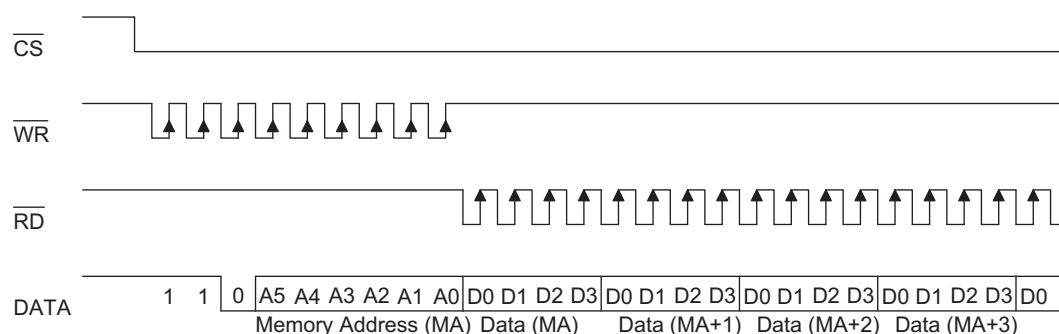 CS
WR
RD
DATA 1 1 0 A5 A4 A3 A2 A1 A0 D0 D1 D2 D3 D0 D1 D2 D3 D0 D1 D2 D3 D0 D1 D2 D3 D0
Memory Address (MA) Data (MA) Data (MA+1) Data (MA+2) Data (MA+3)